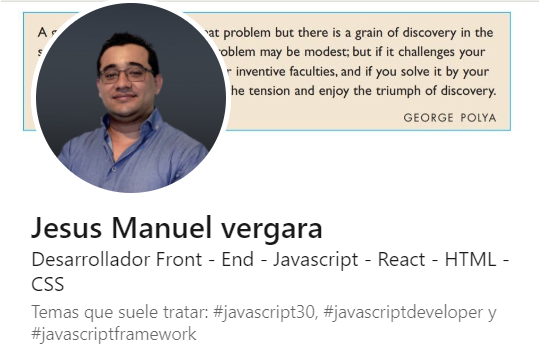 A g at problem but there is a grain of discovery in the
s roblem may be modest; but if it challenges your
r inventive faculties, and if you solve it by your
he tension and enjoy the triumph of discovery.
GEORGE POLYA
Jesus Manuel vergara
Desarrollador Front - End - Javascript - React - HTML -
CSS
Temas que suele tratar: #javascript30, #javascriptdeveloper y
#javascriptframework